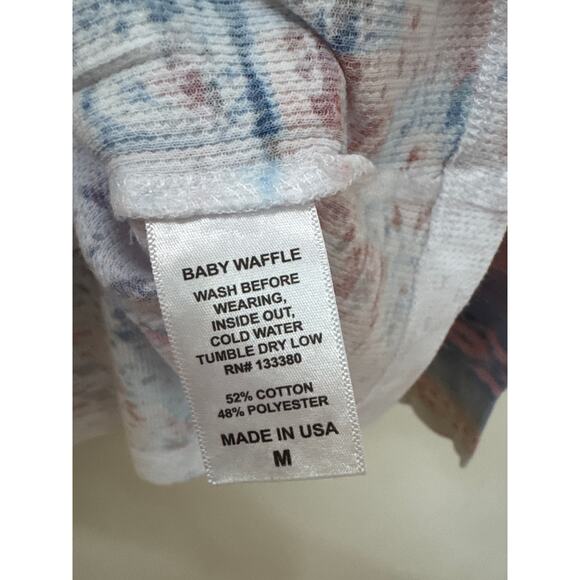 BABY WAFFLE
WASH BEFORE
WEARING,
INSIDE OUT,
COLD WATER
TUMBLE DRY LOW
RN# 133380
52% COTTON
48% POLYESTER
MADE IN USA
M